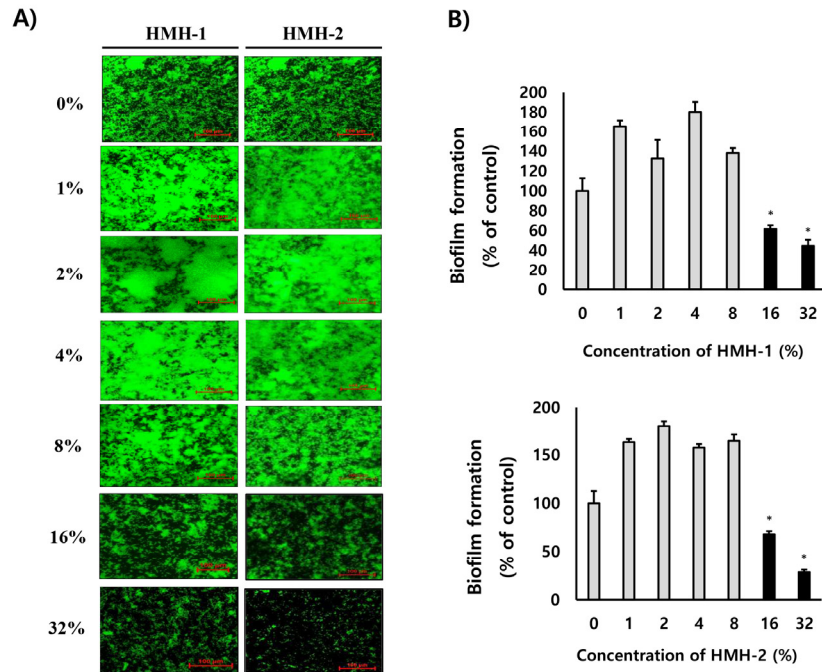 A)
HMH-1 HMH-2
0%
1%
2%
4%
8%
16%
32%
100 µm
B)
Biofilm formation
(% of control)
200
180
160
140
120
100
80
60
40
20
0
* *
0 1 2 4 8 16 32
Concentration of HMH-1 (%)
Biofilm formation
(% of control)
200
150
100
50
0
* *
0 1 2 4 8 16 32
Concentration of HMH-2 (%)